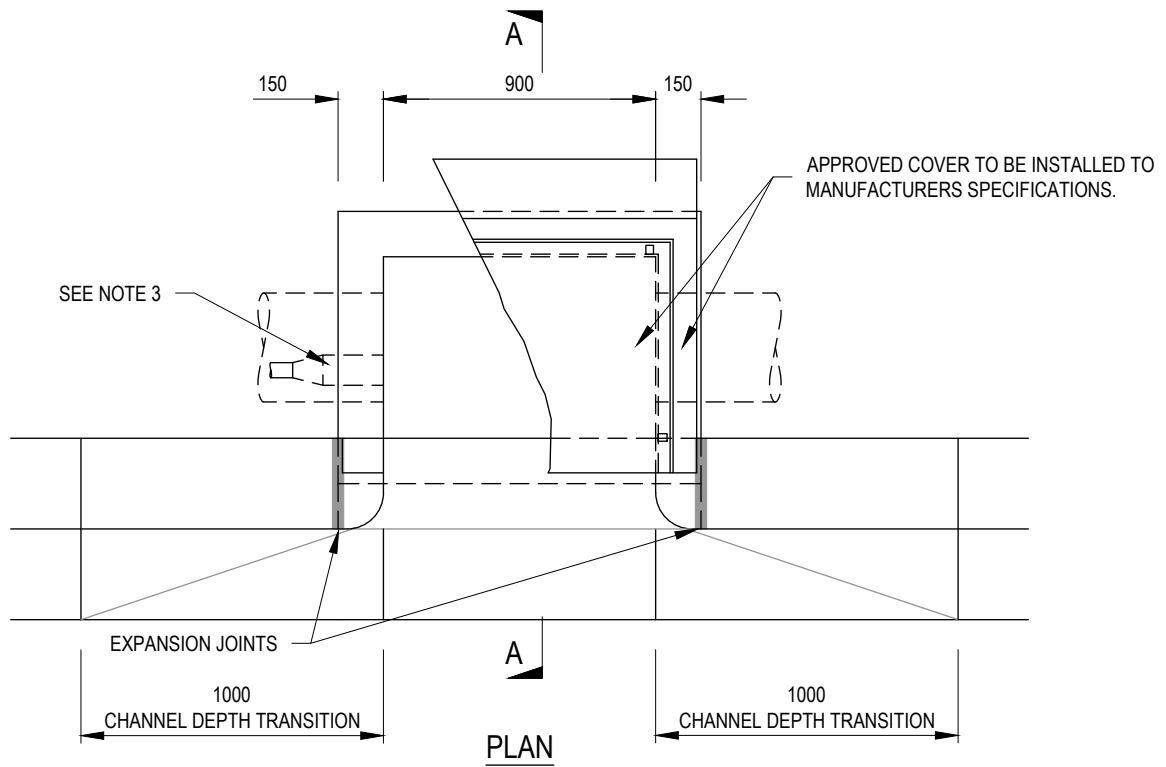 A
150
900
150
APPROVED COVER TO BE INSTALLED TO
MANUFACTURERS SPECIFICATIONS.
SEE NOTE 3
EXPANSION JOINTS
A
1000
CHANNEL DEPTH TRANSITION
1000
CHANNEL DEPTH TRANSITION
PLAN